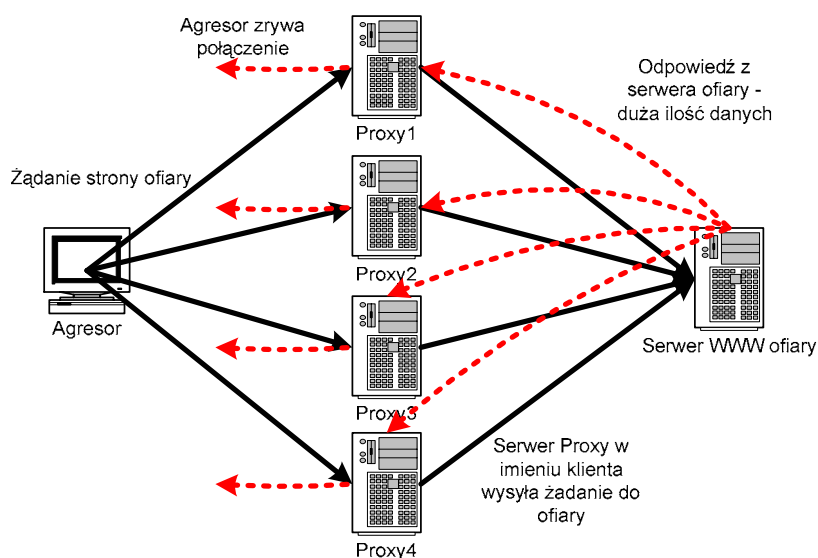 Agresor zrywa
połączenie
Odpowiedź z
serwera ofiary -
duża ilość danych
Proxy1
Żądanie strony ofiary
Proxy2
Agresor
Serwer WWW ofiary
Proxy3
Serwer Proxy w
imieniu klienta
wysyła żadanie do
ofiary
Proxy4